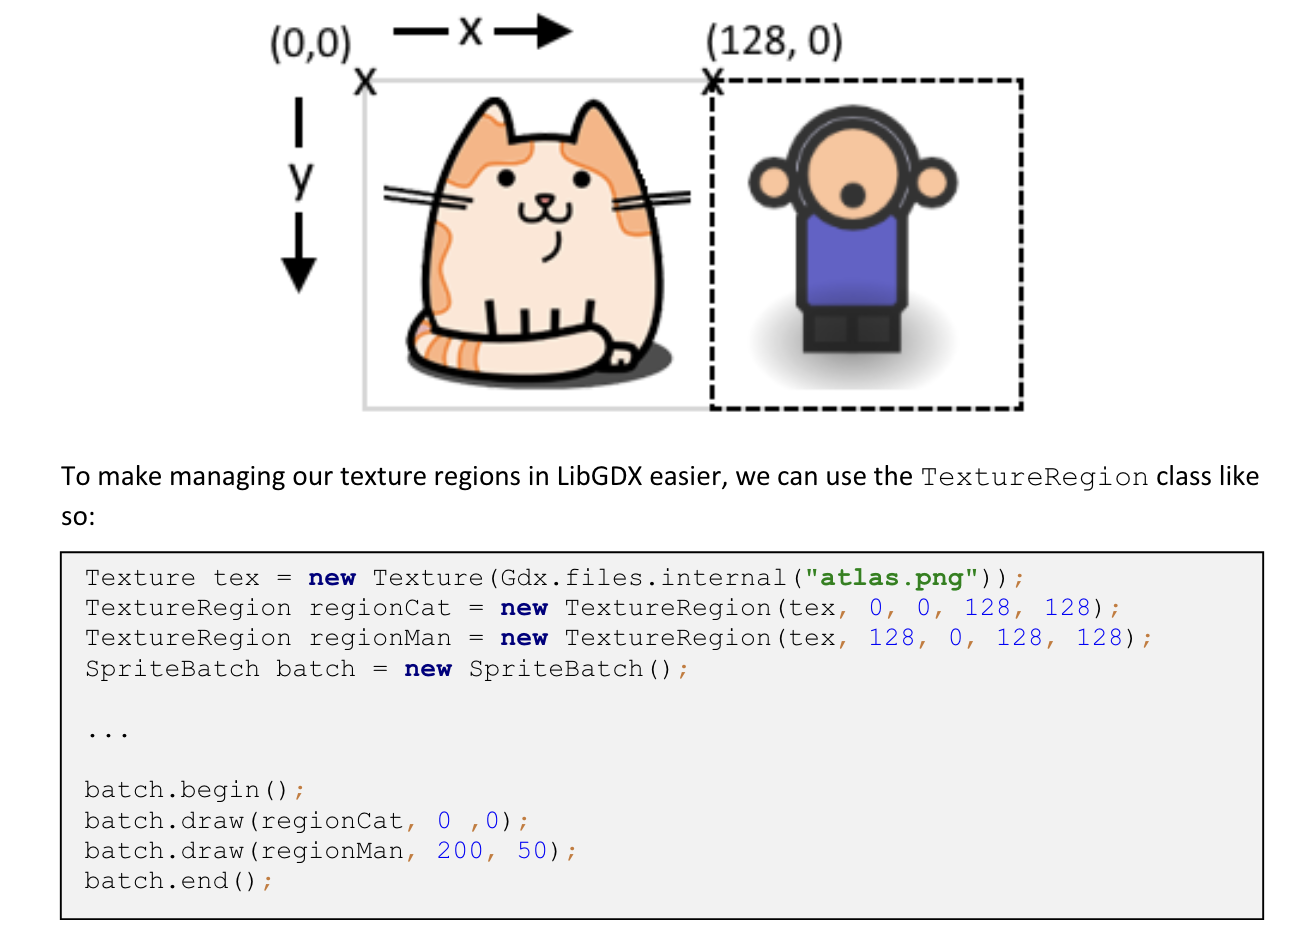 (0,0) x (128, 0)
x x
y
To make managing our texture regions in LibGDX easier, we can use the TextureRegion class like
so:
Texture tex = new Texture(Gdx.files.internal("atlas.png"));
TextureRegion regionCat = new TextureRegion(tex, 0, 0, 128, 128);
TextureRegion regionMan = new TextureRegion(tex, 128, 0, 128, 128);
SpriteBatch batch = new SpriteBatch();
...
batch.begin();
batch.draw(regionCat, 0 ,0);
batch.draw(regionMan, 200, 50);
batch.end();